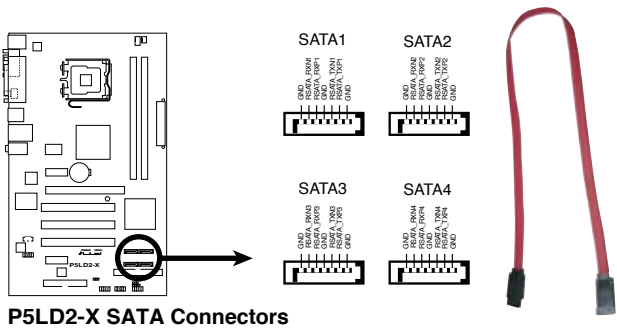 SATA1
GND
RSATA_RXN1
RSATA_RXP1
GND
RSATA_TXN1
RSATA_TXP1
GND
SATA2
GND
RSATA_RXN2
RSATA_RXP2
GND
RSATA_TXN2
RSATA_TXP2
GND
SATA3
GND
RSATA_RXN3
RSATA_RXP3
GND
RSATA_TXN3
RSATA_TXP3
GND
SATA4
GND
RSATA_RXN4
RSATA_RXP4
GND
RSATA_TXN4
RSATA_TXP4
GND
ASUS
P5LD2-X
P5LD2-X SATA Connectors